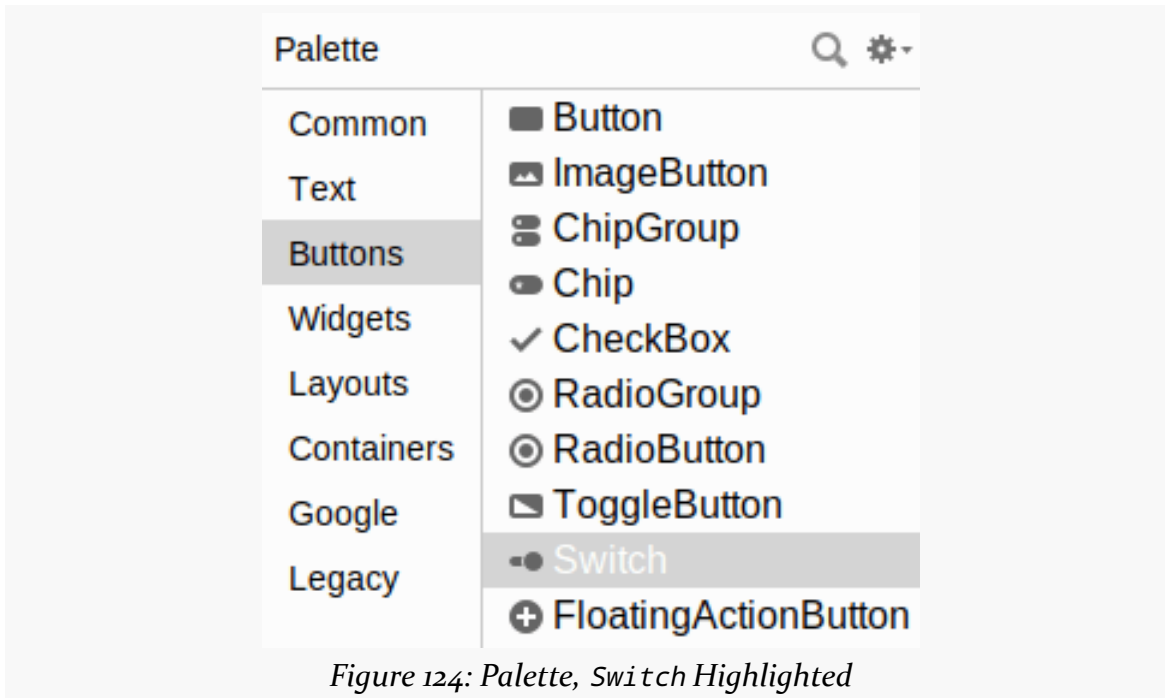 Palette
Common
Text
Buttons
Widgets
Layouts
Containers
Google
Legacy
Button
ImageButton
ChipGroup
Chip
CheckBox
RadioGroup
RadioButton
ToggleButton
Switch
FloatingActionButton
Figure 124: Palette, Switch Highlighted